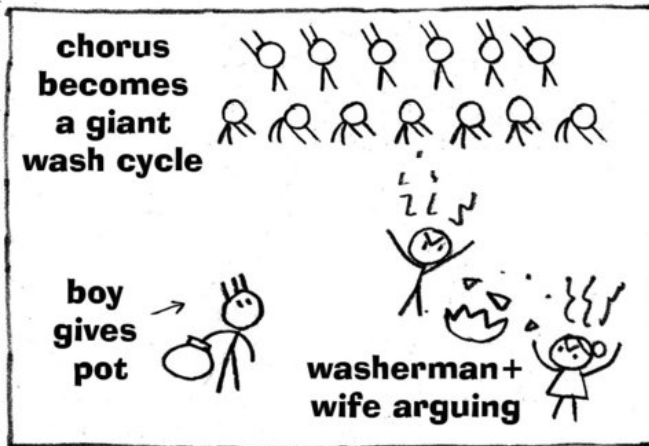 chorus
becomes
a giant
wash cycle
boy
gives
pot
washerman+
wife arguing